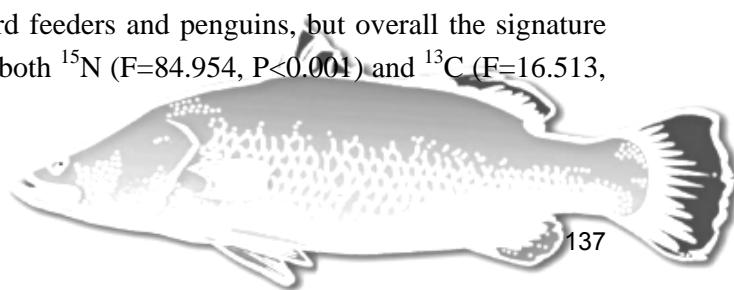 rd feeders and penguins, but overall the signature
both ¹⁵N (F=84.954, P<0.001) and ¹³C (F=16.513,
137